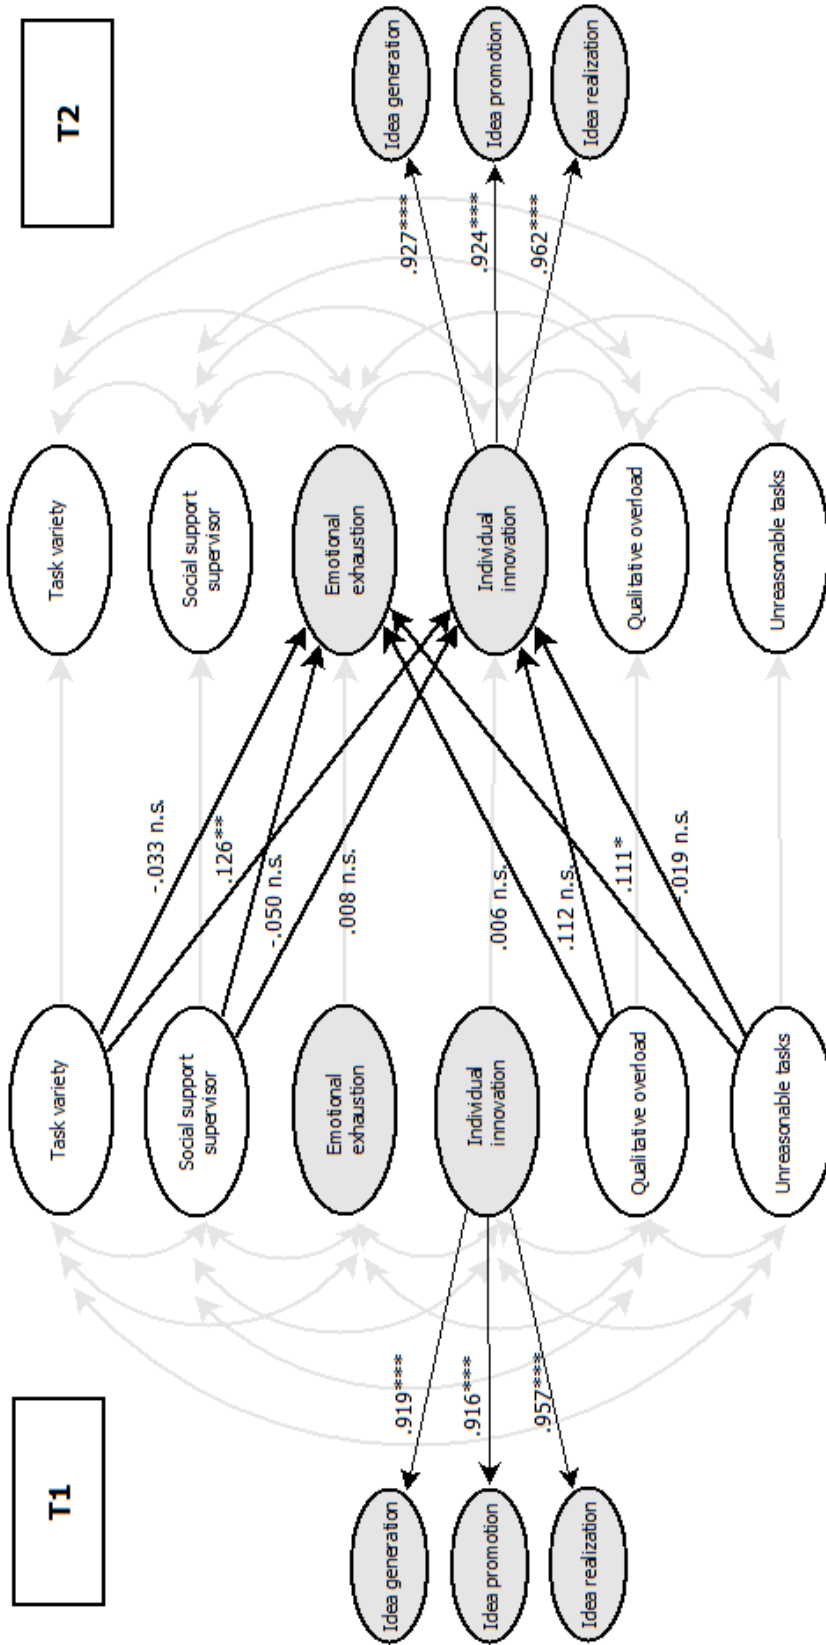 T1
T2
Task variety
Social support
supervisor
Emotional
exhaustion
Individual
innovation
Qualitative overload
Unreasonable tasks
Idea generation
Idea promotion
Idea realization
.919***
.916***
.957***
-.033 n.s.
.126**
-.050 n.s.
.008 n.s.
.006 n.s.
.112 n.s.
.111*
-.019 n.s.
Task variety
Social support
supervisor
Emotional
exhaustion
Individual
innovation
Qualitative overload
Unreasonable tasks
.927***
.924***
.962***
Idea generation
Idea promotion
Idea realization